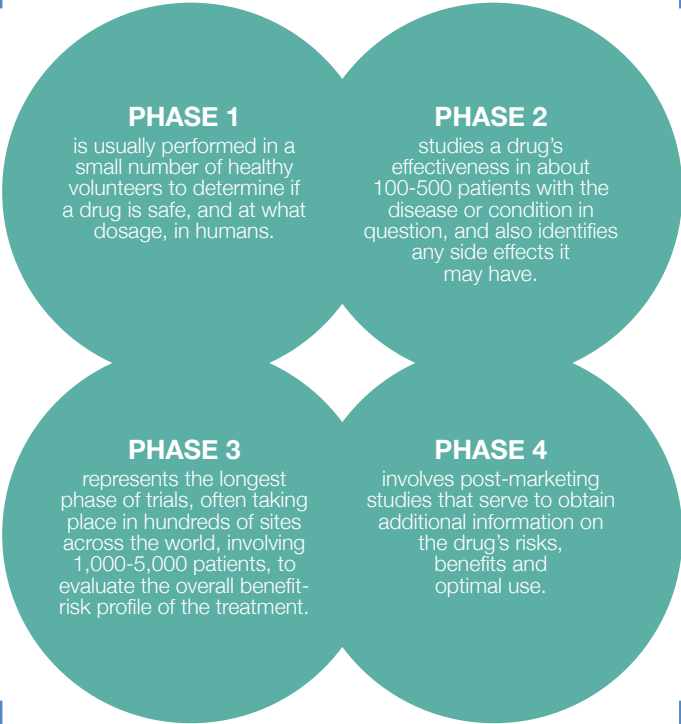 PHASE 1
is usually performed in a
small number of healthy
volunteers to determine if
a drug is safe, and at what
dosage, in humans.
PHASE 2
studies a drug’s
effectiveness in about
100-500 patients with the
disease or condition in
question, and also identifies
any side effects it
may have.
PHASE 3
represents the longest
phase of trials, often taking
place in hundreds of sites
across the world, involving
1,000-5,000 patients, to
evaluate the overall benefit-
risk profile of the treatment.
PHASE 4
involves post-marketing
studies that serve to obtain
additional information on
the drug’s risks,
benefits and
optimal use.